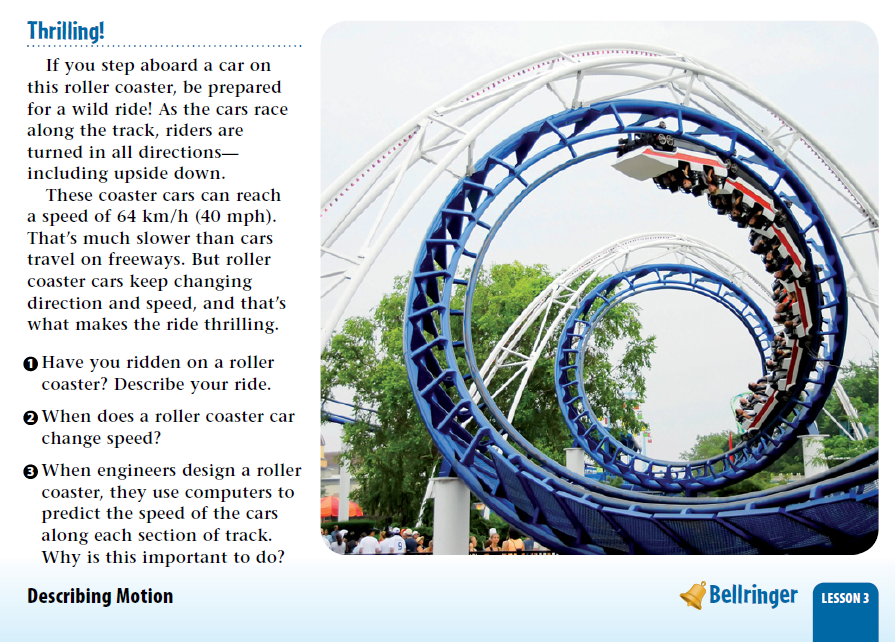 Thrilling!
If you step aboard a car on
this roller coaster, be prepared
for a wild ride! As the cars race
along the track, riders are
turned in all directions—
including upside down.
These coaster cars can reach
a speed of 64 km/h (40 mph).
That's much slower than cars
travel on freeways. But roller
coaster cars keep changing
direction and speed, and that's
what makes the ride thrilling.
1 Have you ridden on a roller
coaster? Describe your ride.
2 When does a roller coaster car
change speed?
3 When engineers design a roller
coaster, they use computers to
predict the speed of the cars
along each section of track.
Why is this important to do?
Describing Motion
Bellringer
LESSON 3